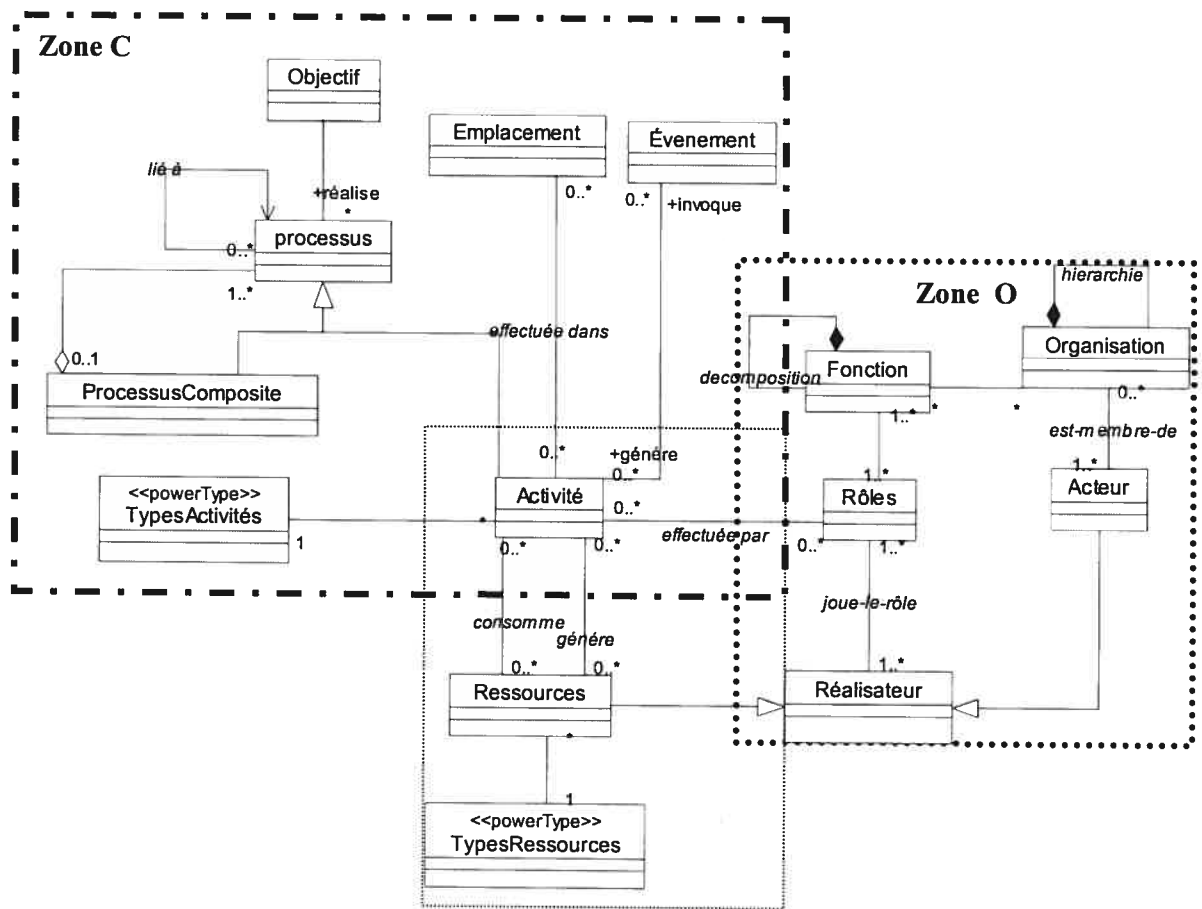 Zone C
Objectif
Emplacement
Évenement
lié à
+réalise
*
0..*
0..*
+invoque
processus
0..*
1..*
Zone O
hierarchie
effectuée dans
0..1
ProcessusComposite
decomposition
Fonction
Organisation
1..*
*
*
0..*
est-membre-de
0..*
+génére
0..*
1..*
1..*
<<powerType>>
TypesActivités
1
*
Activité
0..*
Rôles
Acteur
0..*
0..*
effectuée par
0..*
1..*
consomme
génére
joue-le-rôle
0..*
0..*
1..*
Ressources
Réalisateur
*
1
<<powerType>>
TypesRessources